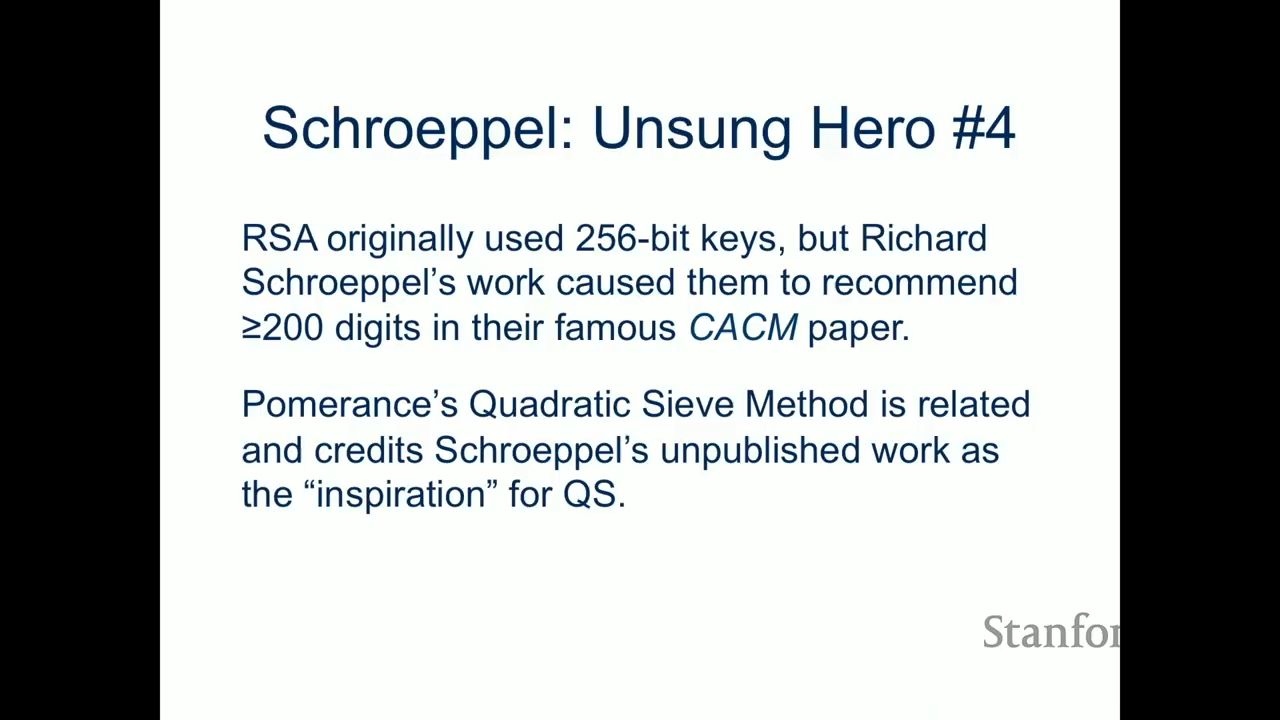 Schroeppel: Unsung Hero #4
RSA originally used 256-bit keys, but Richard
Schroeppel’s work caused them to recommend
≥200 digits in their famous CACM paper.
Pomerance’s Quadratic Sieve Method is related
and credits Schroeppel’s unpublished work as
the “inspiration” for QS.
Stanfor